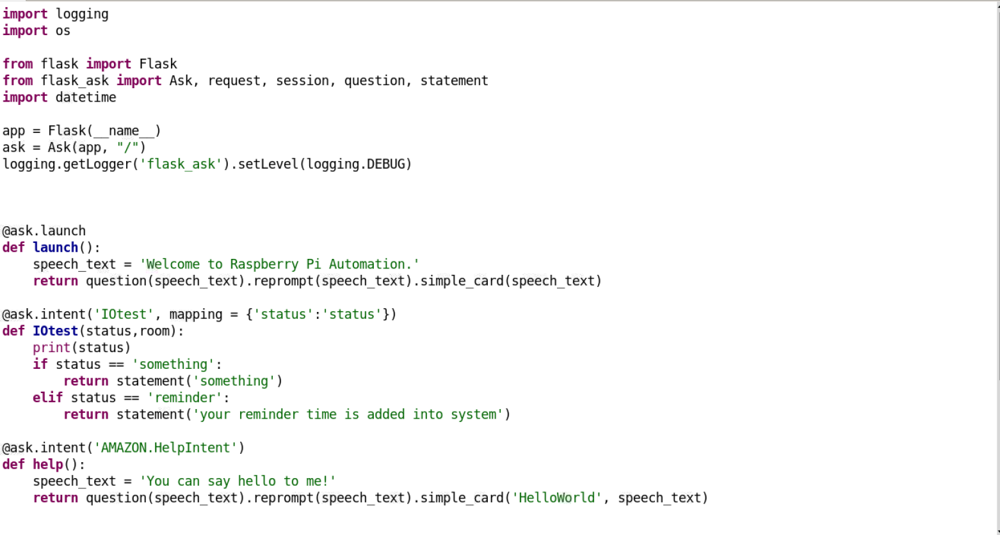 import logging
import os
from flask import Flask
from flask_ask import Ask, request, session, question, statement
import datetime
app = Flask(__name__)
ask = Ask(app, "/")
logging.getLogger('flask_ask').setLevel(logging.DEBUG)
@ask.launch
def launch():
    speech_text = 'Welcome to Raspberry Pi Automation.'
    return question(speech_text).reprompt(speech_text).simple_card(speech_text)
@ask.intent('IOtest', mapping = {'status':'status'})
def IOtest(status,room):
    print(status)
    if status == 'something':
        return statement('something')
    elif status == 'reminder':
        return statement('your reminder time is added into system')
@ask.intent('AMAZON.HelpIntent')
def help():
    speech_text = 'You can say hello to me!'
    return question(speech_text).reprompt(speech_text).simple_card('HelloWorld', speech_text)